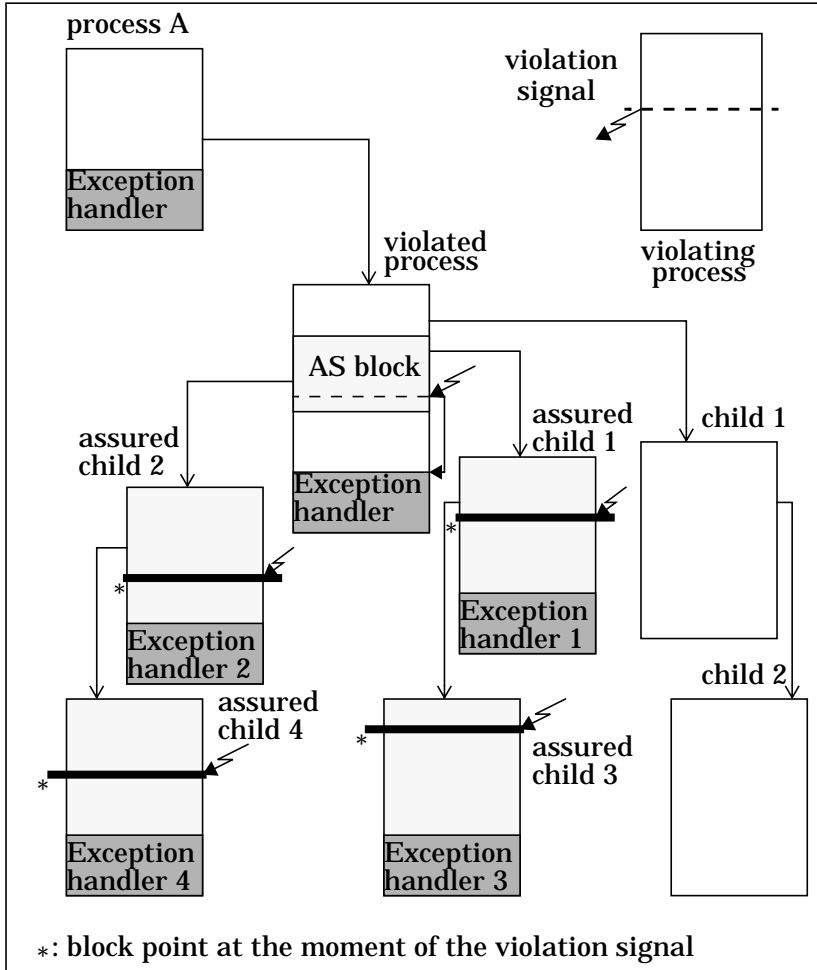 process A
Exception
handler
violation
signal
violating
process
violated
process
AS block
Exception
handler
assured
child 2
assured
child 1
child 1
Exception
handler 1
*
*
Exception
handler 2
child 2
assured
child 4
assured
child 3
*
*
Exception
handler 4
Exception
handler 3
*: block point at the moment of the violation signal